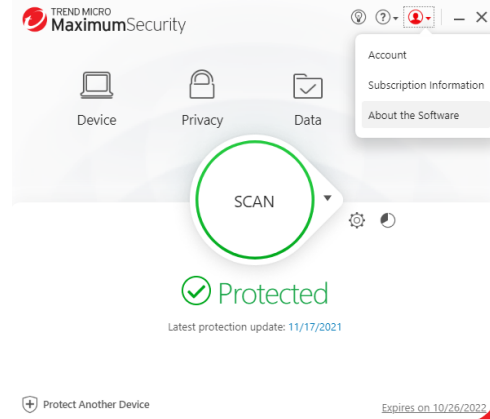 TREND MICRO
MaximumSecurity
Account
Subscription Information
About the Software
Device
Privacy
Data
SCAN
Protected
Latest protection update: 11/17/2021
Protect Another Device
Expires on 10/26/2022